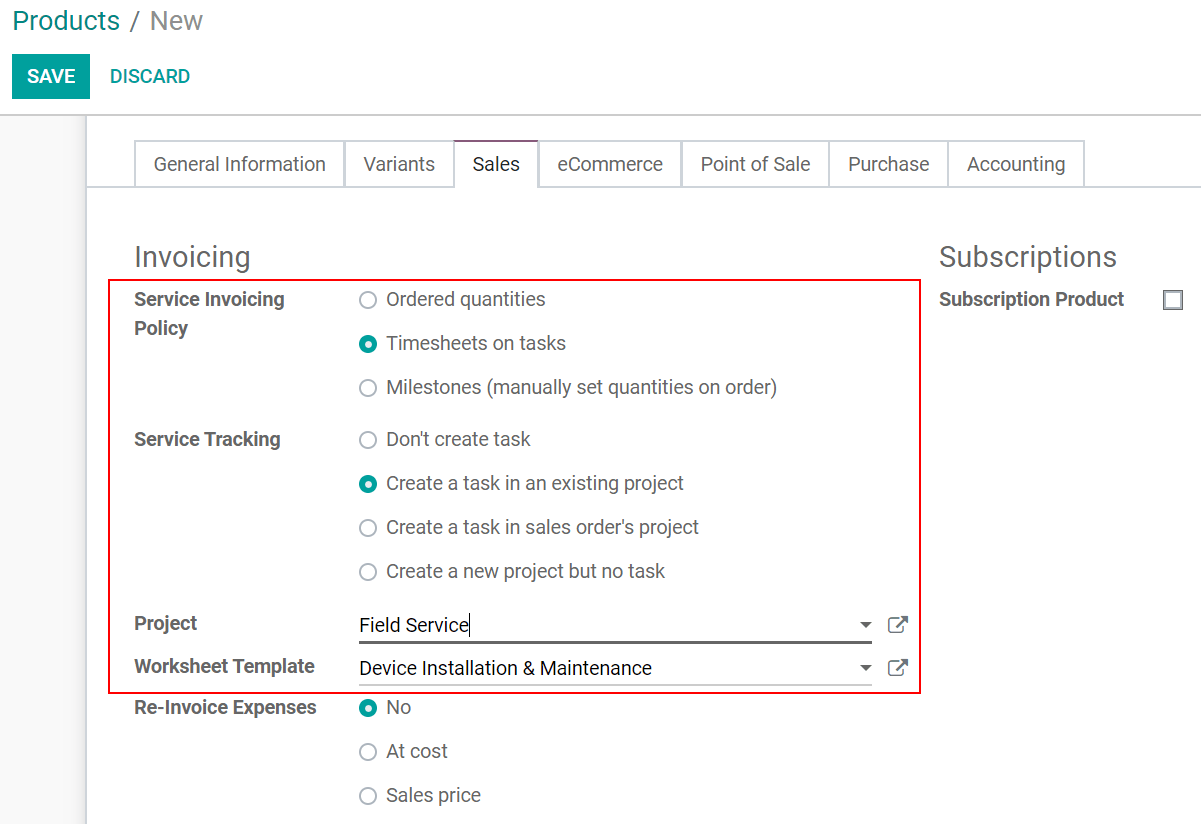 Products / New
SAVE DISCARD
General Information Variants Sales eCommerce Point of Sale Purchase Accounting
Invoicing
Subscriptions
Service Invoicing
Policy
Ordered quantities
Timesheets on tasks
Milestones (manually set quantities on order)
Subscription Product
Service Tracking
Don't create task
Create a task in an existing project
Create a task in sales order's project
Create a new project but no task
Project
Field Service
Worksheet Template
Device Installation & Maintenance
Re-Invoice Expenses
No
At cost
Sales price